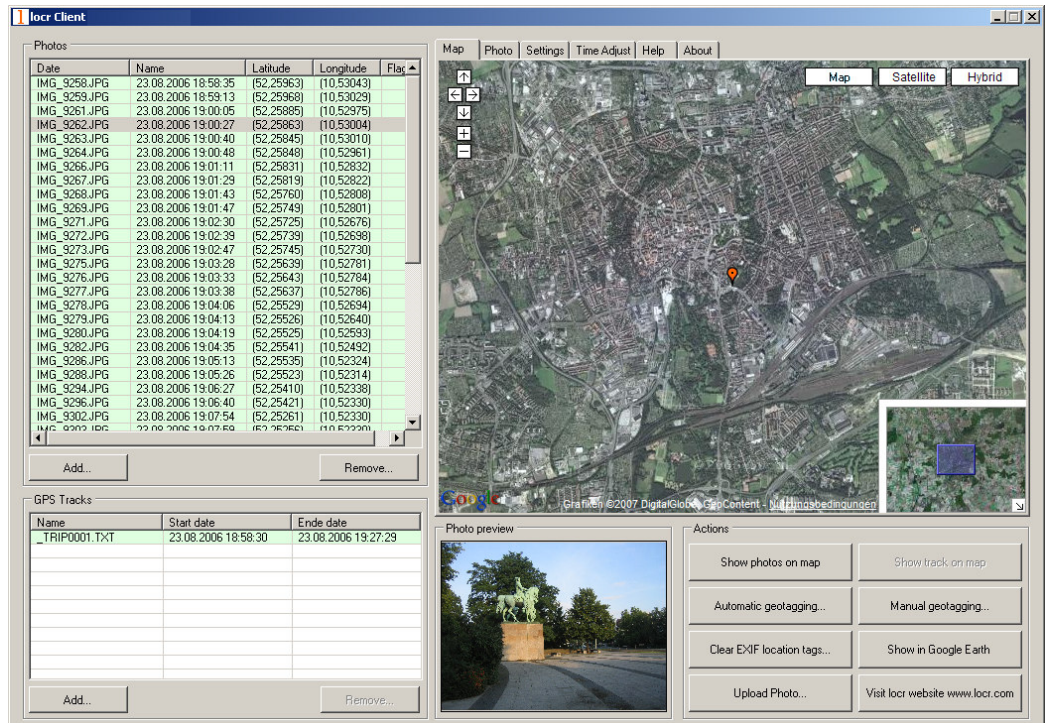 locr Client
Photos
Date Name Latitude Longitude Flag
IMG_9258.JPG 23.08.2006 18:58:35 (52,25963) (10,53043)
IMG_9259.JPG 23.08.2006 18:59:13 (52,25968) (10,53029)
IMG_9261.JPG 23.08.2006 19:00:05 (52,25885) (10,52975)
IMG_9262.JPG 23.08.2006 19:00:27 (52,25863) (10,53004)
IMG_9263.JPG 23.08.2006 19:00:40 (52,25845) (10,53010)
IMG_9264.JPG 23.08.2006 19:00:48 (52,25848) (10,52961)
IMG_9266.JPG 23.08.2006 19:01:11 (52,25831) (10,52832)
IMG_9267.JPG 23.08.2006 19:01:29 (52,25819) (10,52822)
IMG_9268.JPG 23.08.2006 19:01:43 (52,25760) (10,52808)
IMG_9269.JPG 23.08.2006 19:01:47 (52,25749) (10,52801)
IMG_9271.JPG 23.08.2006 19:02:30 (52,25725) (10,52676)
IMG_9272.JPG 23.08.2006 19:02:39 (52,25739) (10,52698)
IMG_9273.JPG 23.08.2006 19:02:47 (52,25745) (10,52730)
IMG_9275.JPG 23.08.2006 19:03:28 (52,25639) (10,52781)
IMG_9276.JPG 23.08.2006 19:03:33 (52,25643) (10,52784)
IMG_9277.JPG 23.08.2006 19:03:38 (52,25637) (10,52786)
IMG_9278.JPG 23.08.2006 19:04:06 (52,25529) (10,52694)
IMG_9279.JPG 23.08.2006 19:04:13 (52,25526) (10,52640)
IMG_9280.JPG 23.08.2006 19:04:19 (52,25525) (10,52593)
IMG_9282.JPG 23.08.2006 19:04:35 (52,25541) (10,52492)
IMG_9286.JPG 23.08.2006 19:05:13 (52,25535) (10,52324)
IMG_9288.JPG 23.08.2006 19:05:26 (52,25523) (10,52314)
IMG_9294.JPG 23.08.2006 19:06:27 (52,25410) (10,52338)
IMG_9296.JPG 23.08.2006 19:06:40 (52,25421) (10,52330)
IMG_9302.JPG 23.08.2006 19:07:54 (52,25261) (10,52330)
IMG_9303.JPG 23.08.2006 19:07:59
Add... Remove...
GPS Tracks
Name Start date Ende date
_TRIP0001.TXT 23.08.2006 18:58:30 23.08.2006 19:27:29
Add... Remove...
Map Photo Settings Time Adjust Help About
Map Satellite Hybrid
Google
Grafiken ©2007 DigitalGlobe, GeoContent - Nutzungsbedingungen
Photo preview
Actions
Show photos on map Show track on map
Automatic geotagging... Manual geotagging...
Clear EXIF location tags... Show in Google Earth
Upload Photo... Visit locr website www.locr.com